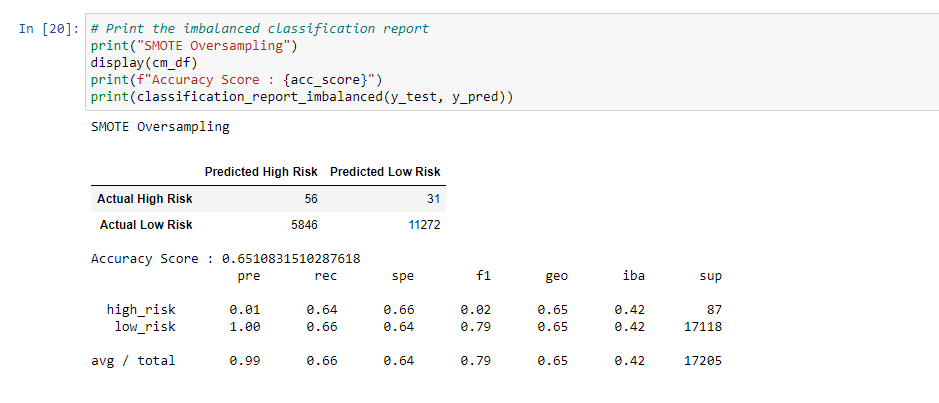 In [20]: # Print the imbalanced classification report
print("SMOTE Oversampling")
display(cm_df)
print(f"Accuracy Score : {acc_score}")
print(classification_report_imbalanced(y_test, y_pred))
SMOTE Oversampling
Predicted High Risk Predicted Low Risk
Actual High Risk 56 31
Actual Low Risk 5846 11272
Accuracy Score : 0.6510831510287618
pre rec spe f1 geo iba sup
high_risk 0.01 0.64 0.66 0.02 0.65 0.42 87
low_risk 1.00 0.66 0.64 0.79 0.65 0.42 17118
avg / total 0.99 0.66 0.64 0.79 0.65 0.42 17205